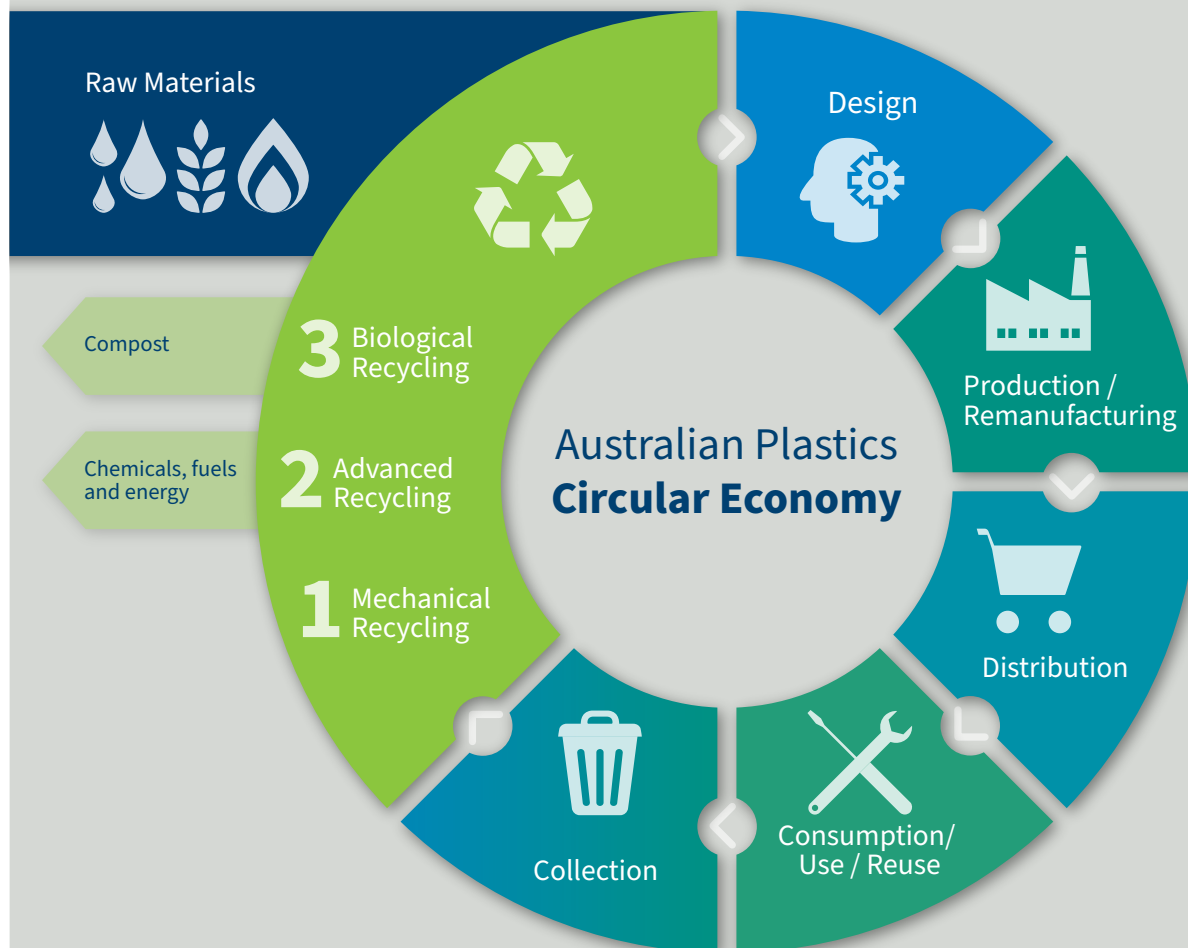 Raw Materials
Design
Production /
Remanufacturing
Distribution
Consumption/
Use / Reuse
Collection
1 Mechanical
Recycling
2 Advanced
Recycling
3 Biological
Recycling
Compost
Chemicals, fuels
and energy
Australian Plastics
Circular Economy